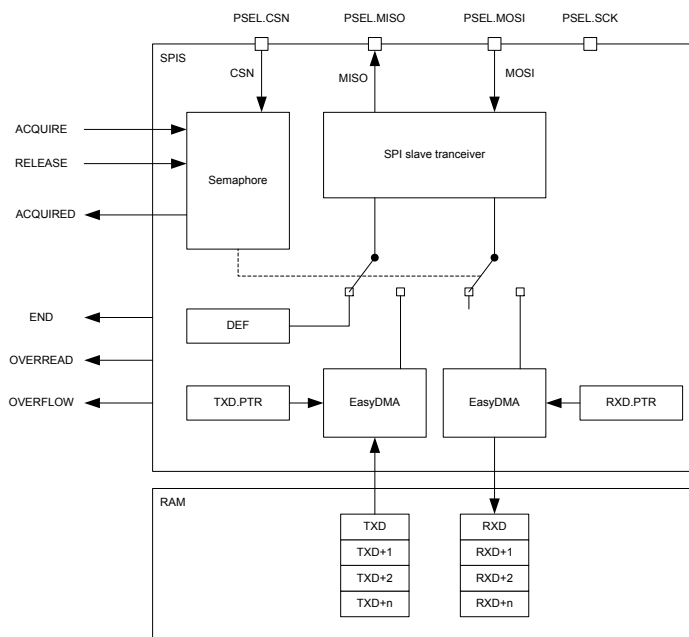 PSEL.CSN PSEL.MISO PSEL.MOSI PSEL.SCK
SPIS
CSN MISO MOSI
ACQUIRE
SPI slave tranceiver
RELEASE
Semaphore
ACQUIRED
END
DEF
OVERREAD
OVERFLOW
TXD.PTR EasyDMA EasyDMA RXD.PTR
RAM
TXD RXD
TXD+1 RXD+1
TXD+2 RXD+2
TXD+n RXD+n